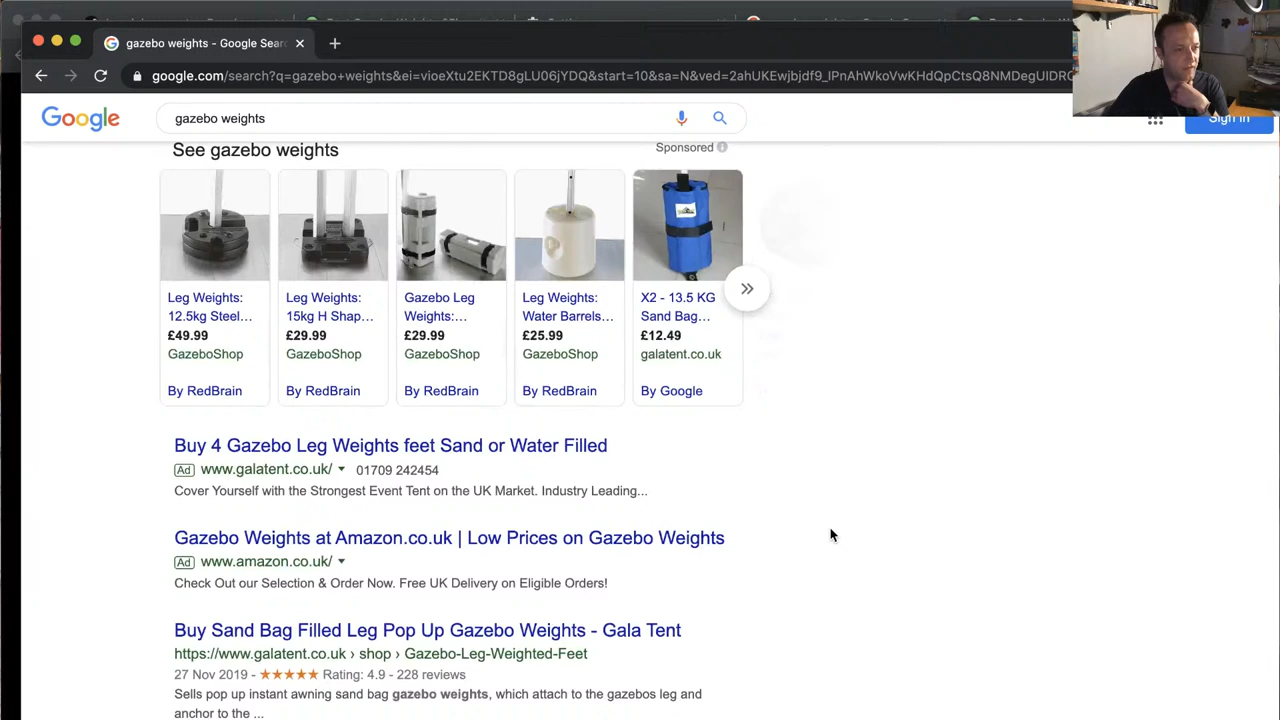 gazebo weights - Google Sear
google.com/search?q=gazebo+weights&ei=vioeXtu2EKTD8gLU06jYDQ&start=10&sa=N&ved=2ahUKEwjbjdf9_IPnAhWkoVwKHdQpCtsQ8NMDegUIDRC
Google
gazebo weights
Sign in
See gazebo weights
Sponsored
Leg Weights:
12.5kg Steel...
£49.99
GazeboShop
By RedBrain
Leg Weights:
15kg H Shap...
£29.99
GazeboShop
By RedBrain
Gazebo Leg
Weights:...
£29.99
GazeboShop
By RedBrain
Leg Weights:
Water Barrels...
£25.99
GazeboShop
By RedBrain
X2 - 13.5 KG
Sand Bag...
£12.49
galatent.co.uk
By Google
Buy 4 Gazebo Leg Weights feet Sand or Water Filled
Ad www.galatent.co.uk/ 01709 242454
Cover Yourself with the Strongest Event Tent on the UK Market. Industry Leading...
Gazebo Weights at Amazon.co.uk | Low Prices on Gazebo Weights
Ad www.amazon.co.uk/
Check Out our Selection & Order Now. Free UK Delivery on Eligible Orders!
Buy Sand Bag Filled Leg Pop Up Gazebo Weights - Gala Tent
https://www.galatent.co.uk › shop › Gazebo-Leg-Weighted-Feet
27 Nov 2019 - ★★★★★ Rating: 4.9 - 228 reviews
Sells pop up instant awning sand bag gazebo weights, which attach to the gazebos leg and
anchor to the ...